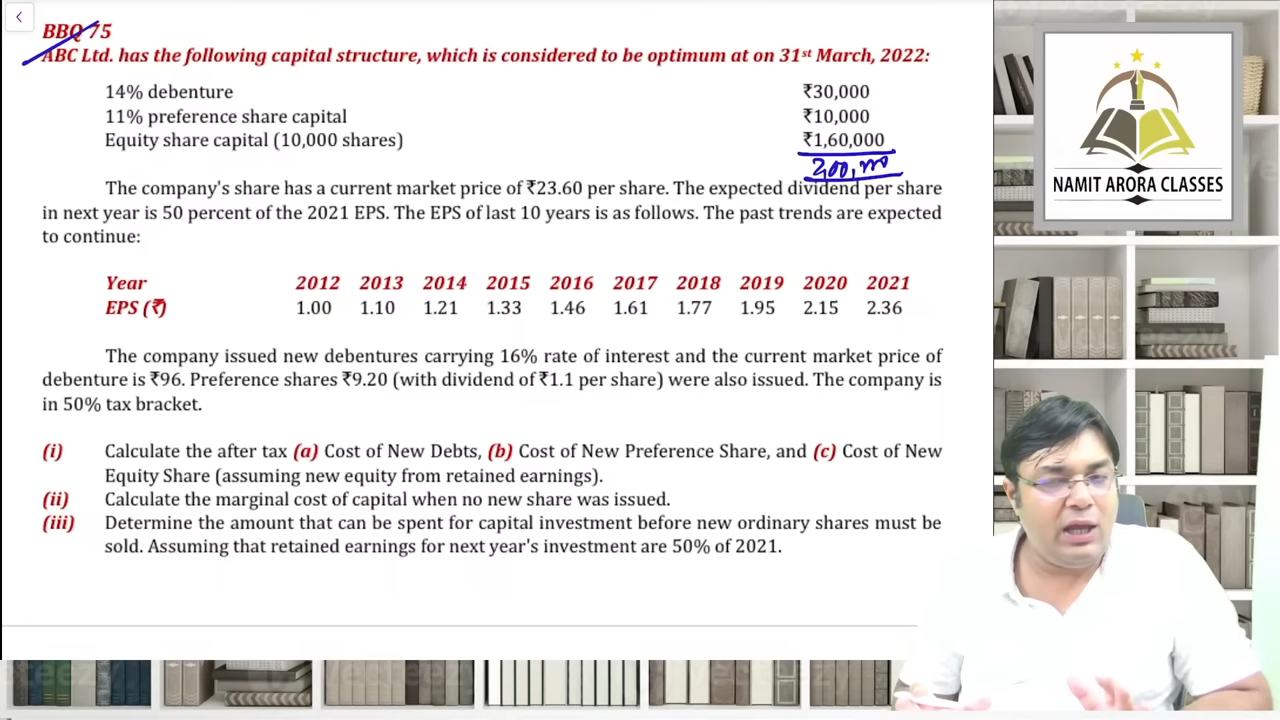 BBQ 75
ABC Ltd. has the following capital structure, which is considered to be optimum at on 31st March, 2022:
14% debenture ₹30,000
11% preference share capital ₹10,000
Equity share capital (10,000 shares) ₹1,60,000
200,000
The company's share has a current market price of ₹23.60 per share. The expected dividend per share
in next year is 50 percent of the 2021 EPS. The EPS of last 10 years is as follows. The past trends are expected
to continue:
Year 2012 2013 2014 2015 2016 2017 2018 2019 2020 2021
EPS (₹) 1.00 1.10 1.21 1.33 1.46 1.61 1.77 1.95 2.15 2.36
The company issued new debentures carrying 16% rate of interest and the current market price of
debenture is ₹96. Preference shares ₹9.20 (with dividend of ₹1.1 per share) were also issued. The company is
in 50% tax bracket.
(i) Calculate the after tax (a) Cost of New Debts, (b) Cost of New Preference Share, and (c) Cost of New
Equity Share (assuming new equity from retained earnings).
(ii) Calculate the marginal cost of capital when no new share was issued.
(iii) Determine the amount that can be spent for capital investment before new ordinary shares must be
sold. Assuming that retained earnings for next year's investment are 50% of 2021.
NAMIT ARORA CLASSES